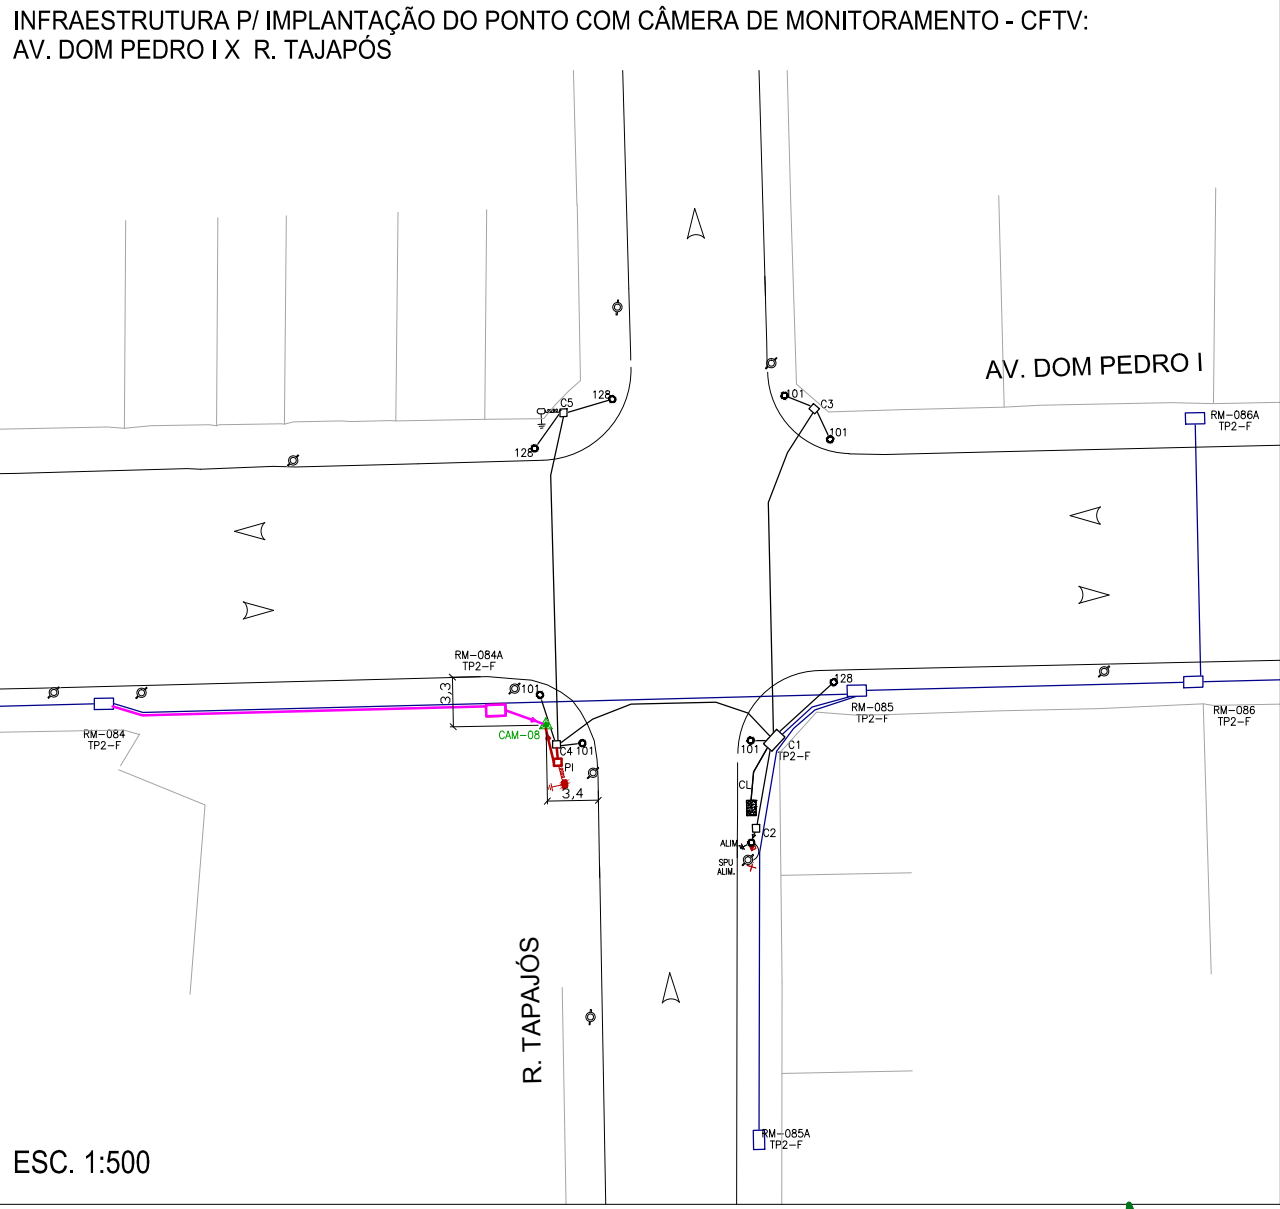 INFRAESTRUTURA P/ IMPLANTAÇÃO DO PONTO COM CÂMERA DE MONITORAMENTO - CFTV:
AV. DOM PEDRO I X R. TAJAPÓS
AV. DOM PEDRO I
C5
128
128
101
C3
101
RM-086A
TP2-F
RM-084A
TP2-F
3,3
101
128
RM-084
TP2-F
CAM-08
C4
101
PI
3,4
RM-085
TP2-F
RM-086
TP2-F
101
C1
TP2-F
CL
C2
ALIM.
SPU
ALIM.
R. TAPAJÓS
RM-085A
TP2-F
ESC. 1:500